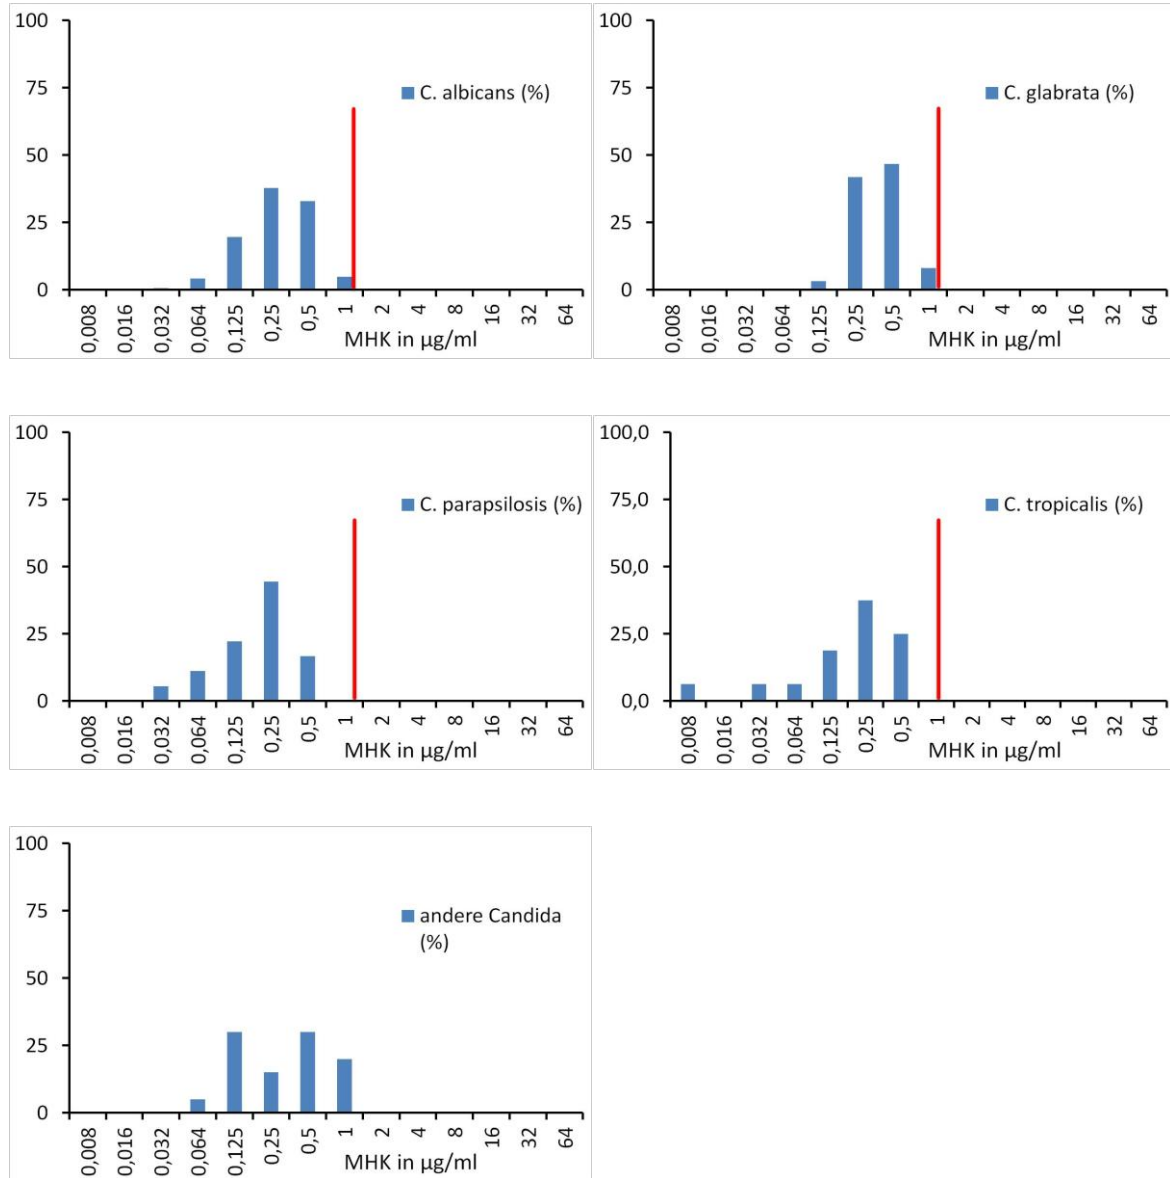 100
75
50
25
0
C. albicans (%)
0,008 0,016 0,032 0,064 0,125 0,25 0,5 1 2 4 8 16 32 64
MHK in µg/ml
100
75
50
25
0
C. glabrata (%)
0,008 0,016 0,032 0,064 0,125 0,25 0,5 1 2 4 8 16 32 64
MHK in µg/ml
100
75
50
25
0
C. parapsilosis (%)
0,008 0,016 0,032 0,064 0,125 0,25 0,5 1 2 4 8 16 32 64
MHK in µg/ml
100,0
75,0
50,0
25,0
0,0
C. tropicalis (%)
0,008 0,016 0,032 0,064 0,125 0,25 0,5 1 2 4 8 16 32 64
MHK in µg/ml
100
75
50
25
0
andere Candida
(%)
0,008 0,016 0,032 0,064 0,125 0,25 0,5 1 2 4 8 16 32 64
MHK in µg/ml